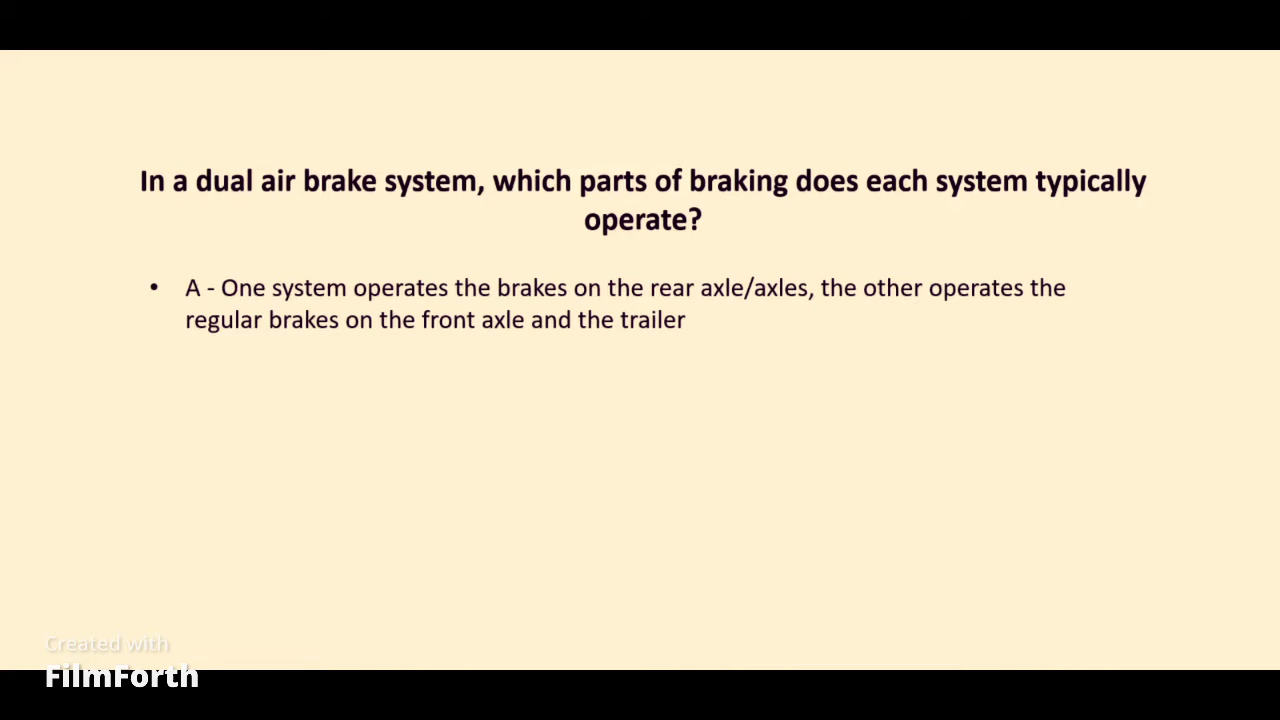 In a dual air brake system, which parts of braking does each system typically
operate?
• A - One system operates the brakes on the rear axle/axles, the other operates the
regular brakes on the front axle and the trailer
Created with
FilmForth